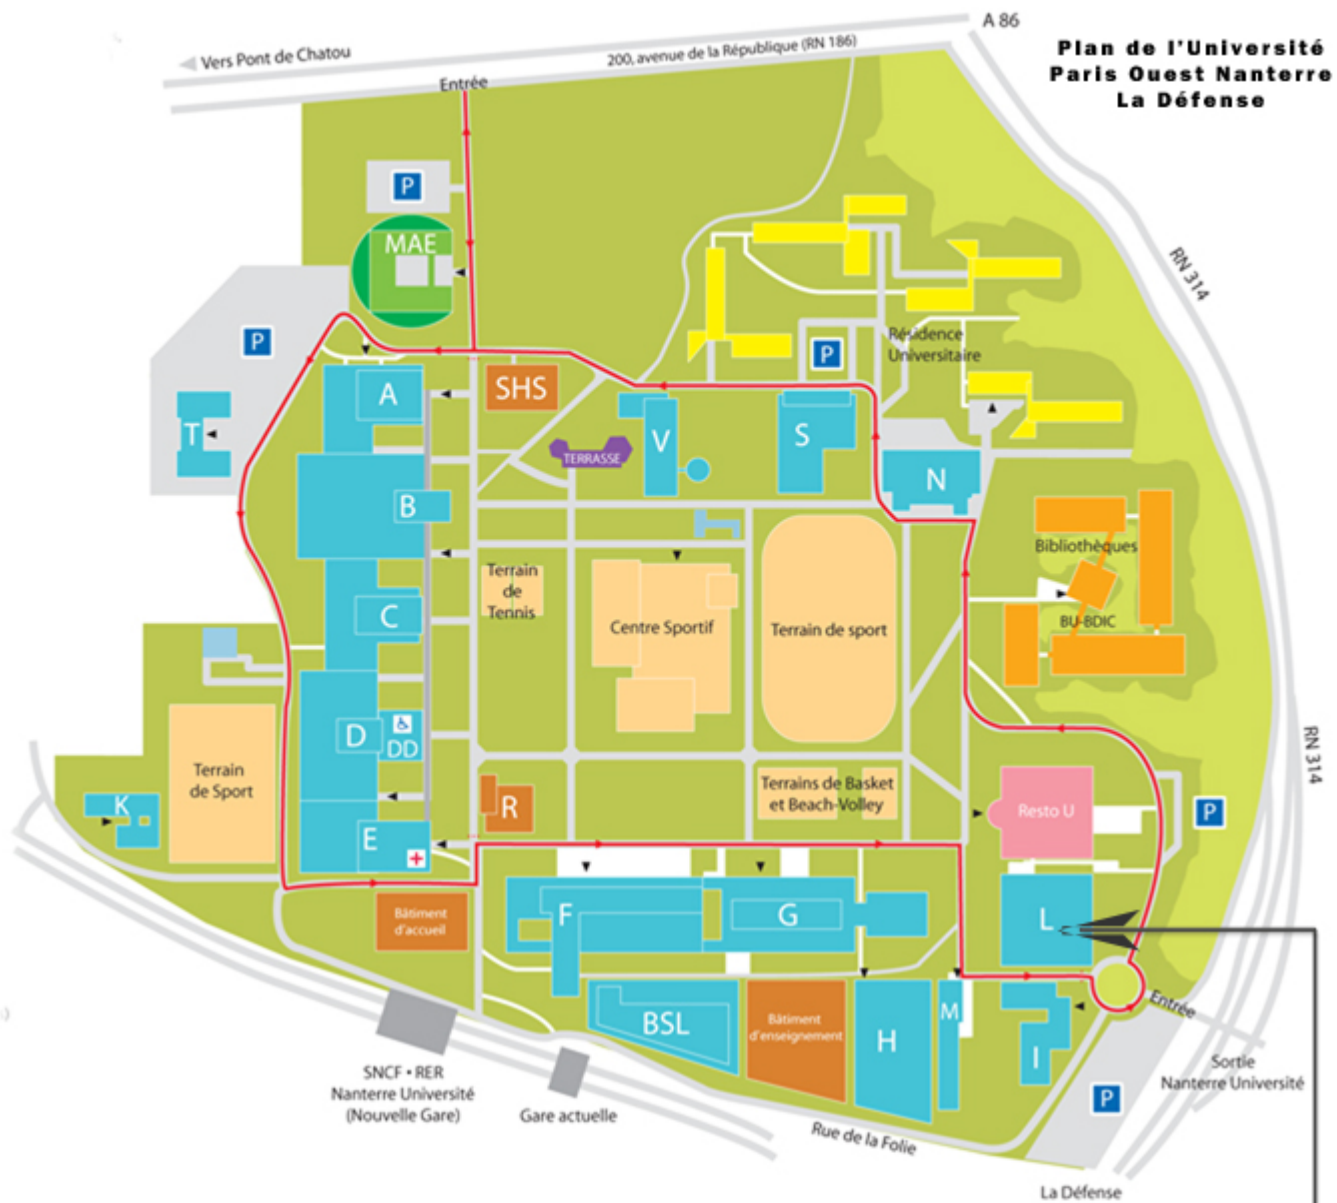 A 86
Plan de l'Université
Paris Ouest Nanterre
La Défense
Vers Pont de Chatou
200, avenue de la République (RN 186)
Entrée
P
MAE
RN 314
P
Résidence
Universitaire
P
A
SHS
T
V
S
TERRASSE
N
B
Bibliothèques
Terrain
de
Tennis
C
Centre Sportif
Terrain de sport
BU-BDIC
D
DD
RN 314
Terrain
de Sport
Terrains de Basket
et Beach-Volley
K
R
Resto U
P
E
Bâtiment
d'accueil
F
G
L
Entrée
BSL
Bâtiment
d'enseignement
H
M
I
Sortie
Nanterre Université
SNCF • RER
Nanterre Université
(Nouvelle Gare)
Gare actuelle
P
Rue de la Folie
La Défense